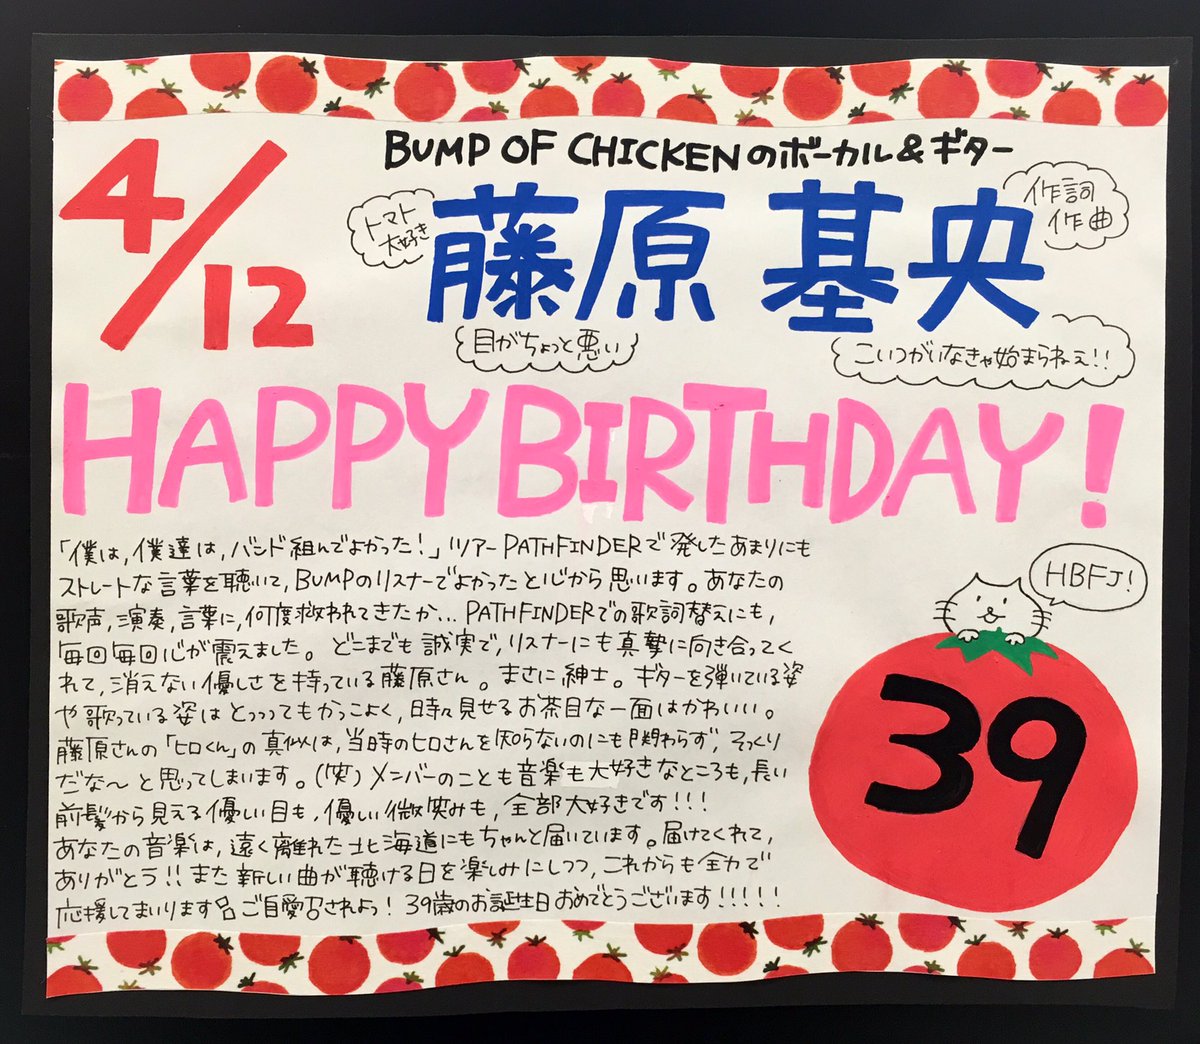 4/12
BUMP OF CHICKENのボーカル&ギター
トマト
大好き
藤原 基央
作詞
作曲
目がちょっと悪い
こいつがいなきゃ始まらねぇ!!
HAPPY BIRTHDAY!
「僕は,僕達は,バンド組んでよかった!」ツアーPATHFINDERで発したあまりにも
ストレートな言葉を聴いて,BUMPのリスナーでよかったと心から思います。あなたの
歌声,演奏,言葉に,何度救われてきたか…PATHFINDERでの歌詞替えにも,
毎回毎回心が震えました。どこまでも誠実で,リスナーにも真摯に向き合ってく
れて,消えない優しさを持っている藤原さん。まさに紳士。ギターを弾いている姿
や歌っている姿はとっっってもかっこよく,時々見せるお茶目な一面はかわいい。
藤原さんの「ヒロくん」の真似は,当時のヒロさんを知らないのにも関わらず,そっくり
だな〜と思ってしまいます。(笑)メンバーのことも音楽も大好きなところも,長い
前髪から見える優しい目も,優しい微笑みも,全部大好きです!!!
あなたの音楽は,遠く離れた北海道にもちゃんと届いています。届けてくれて,
ありがとう!!また新しい曲が聴ける日を楽しみにしつつ,これからも全力で
応援してまいります名ご自愛召されよっ! 39歳のお誕生日おめでとうございます!!!!!
HBFJ!
39